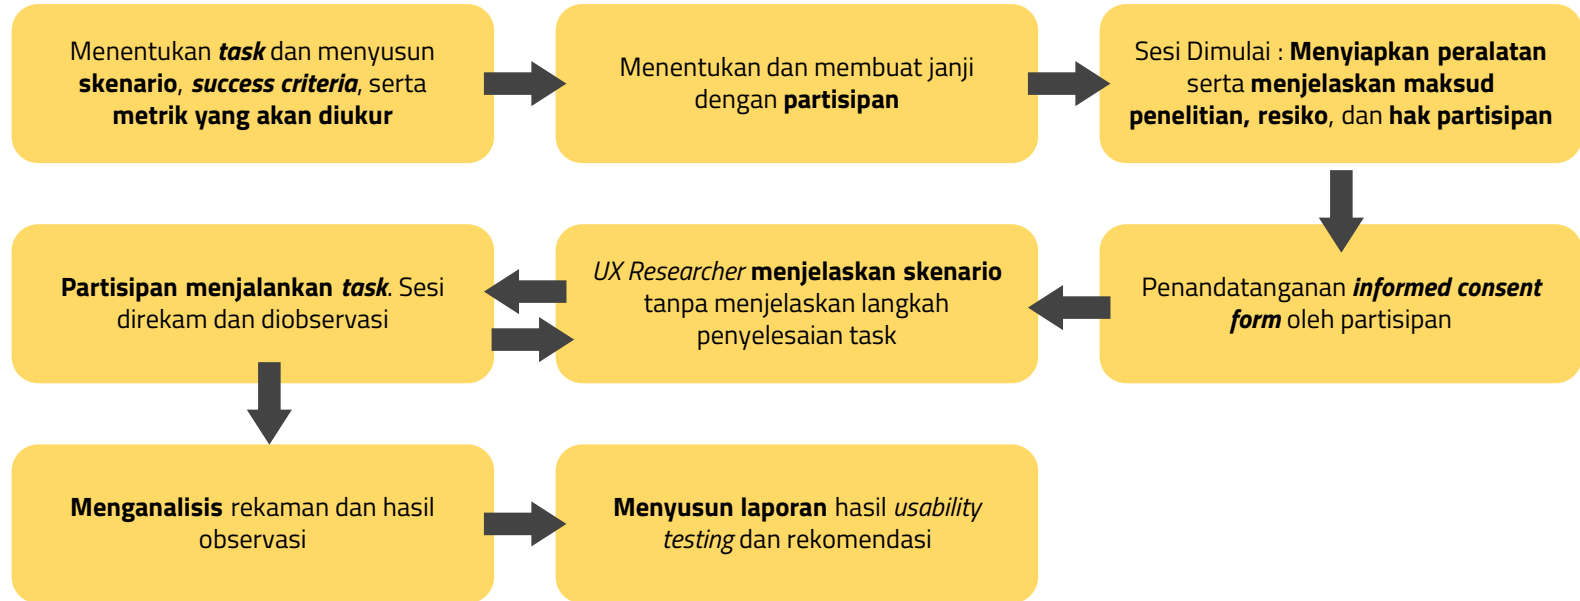 Menentukan task dan menyusun
skenario, success criteria, serta
metrik yang akan diukur
Menentukan dan membuat janji
dengan partisipan
Sesi Dimulai : Menyiapkan peralatan
serta menjelaskan maksud
penelitian, resiko, dan hak partisipan
Penandatanganan informed consent
form oleh partisipan
UX Researcher menjelaskan skenario
tanpa menjelaskan langkah
penyelesaian task
Partisipan menjalankan task. Sesi
direkam dan diobservasi
Menganalisis rekaman dan hasil
observasi
Menyusun laporan hasil usability
testing dan rekomendasi